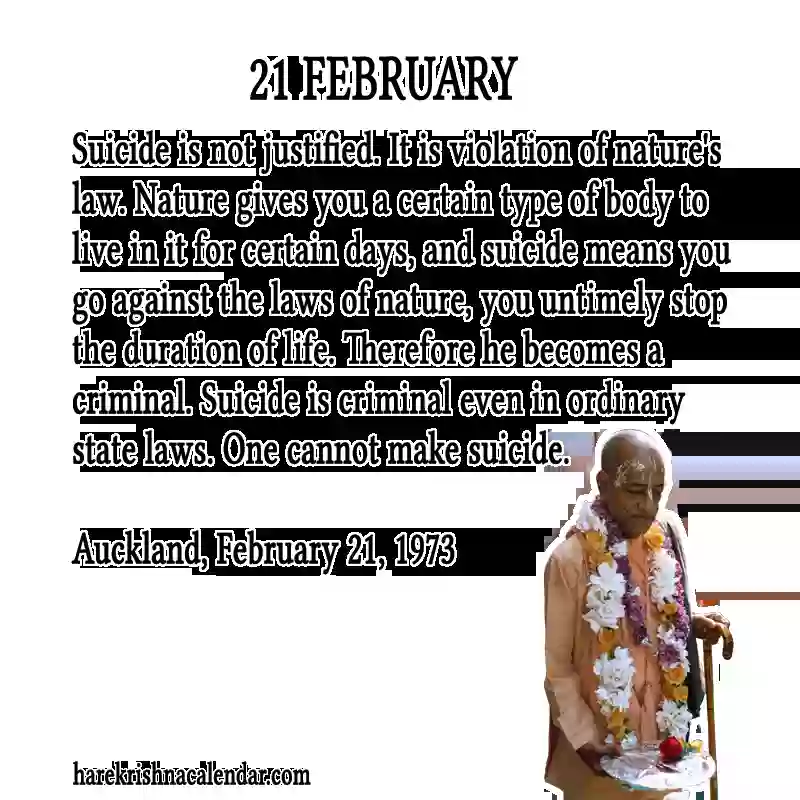 21 FEBRUARY
Suicide is not justified. It is violation of nature's
law. Nature gives you a certain type of body to
live in it for certain days, and suicide means you
go against the laws of nature, you untimely stop
the duration of life. Therefore he becomes a
criminal. Suicide is criminal even in ordinary
state laws. One cannot make suicide.
Auckland, February 21, 1973
harekrishnacalendar.com